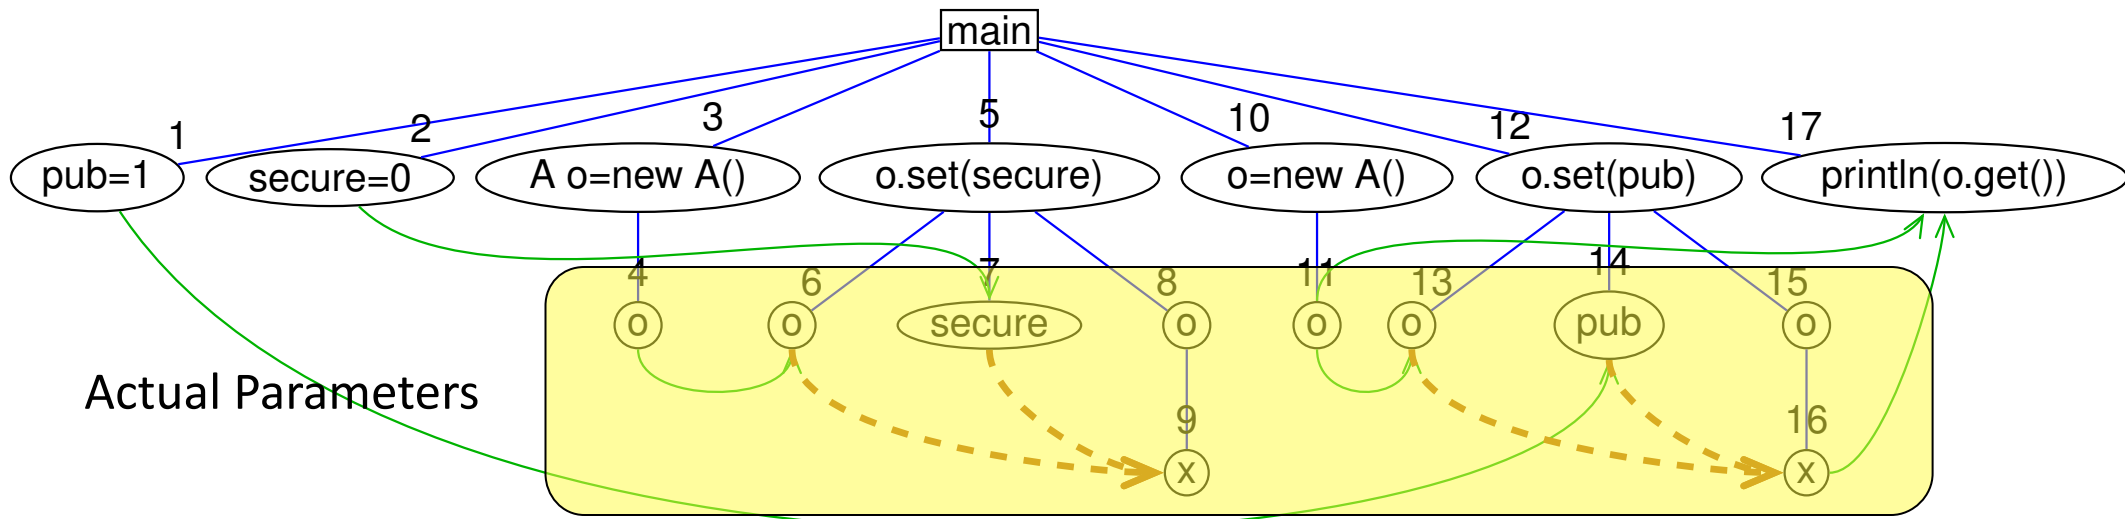 main
1 2 3 5 10 12 17
pub=1 secure=0 A o=new A() o.set(secure) o=new A() o.set(pub) println(o.get())
4 6 7 8 11 13 14 15
o o secure o o o pub o
Actual Parameters
9 16
x x